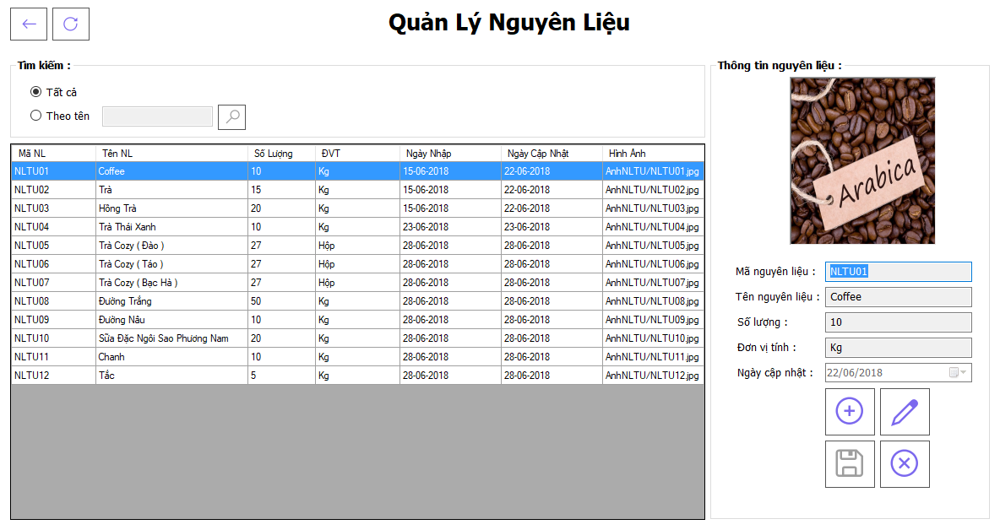 Quản Lý Nguyên Liệu
Tìm kiếm :
Tất cả
Theo tên
Mã NL Tên NL Số Lượng ĐVT Ngày Nhập Ngày Cập Nhật Hình Ảnh
NLTU01 Coffee 10 Kg 15-06-2018 22-06-2018 AnhNLTU/NLTU01.jpg
NLTU02 Trà 15 Kg 15-06-2018 22-06-2018 AnhNLTU/NLTU02.jpg
NLTU03 Hồng Trà 20 Kg 15-06-2018 22-06-2018 AnhNLTU/NLTU03.jpg
NLTU04 Trà Thái Xanh 10 Kg 23-06-2018 23-06-2018 AnhNLTU/NLTU04.jpg
NLTU05 Trà Cozy ( Đào ) 27 Hộp 28-06-2018 28-06-2018 AnhNLTU/NLTU05.jpg
NLTU06 Trà Cozy ( Táo ) 27 Hộp 28-06-2018 28-06-2018 AnhNLTU/NLTU06.jpg
NLTU07 Trà Cozy ( Bạc Hà ) 27 Hộp 28-06-2018 28-06-2018 AnhNLTU/NLTU07.jpg
NLTU08 Đường Trắng 50 Kg 28-06-2018 28-06-2018 AnhNLTU/NLTU08.jpg
NLTU09 Đường Nâu 10 Kg 28-06-2018 28-06-2018 AnhNLTU/NLTU09.jpg
NLTU10 Sữa Đặc Ngôi Sao Phương Nam 20 Kg 28-06-2018 28-06-2018 AnhNLTU/NLTU10.jpg
NLTU11 Chanh 10 Kg 28-06-2018 28-06-2018 AnhNLTU/NLTU11.jpg
NLTU12 Tắc 5 Kg 28-06-2018 28-06-2018 AnhNLTU/NLTU12.jpg
Thông tin nguyên liệu :
Arabica
Mã nguyên liệu : NLTU01
Tên nguyên liệu : Coffee
Số lượng : 10
Đơn vị tính : Kg
Ngày cập nhật : 22/06/2018